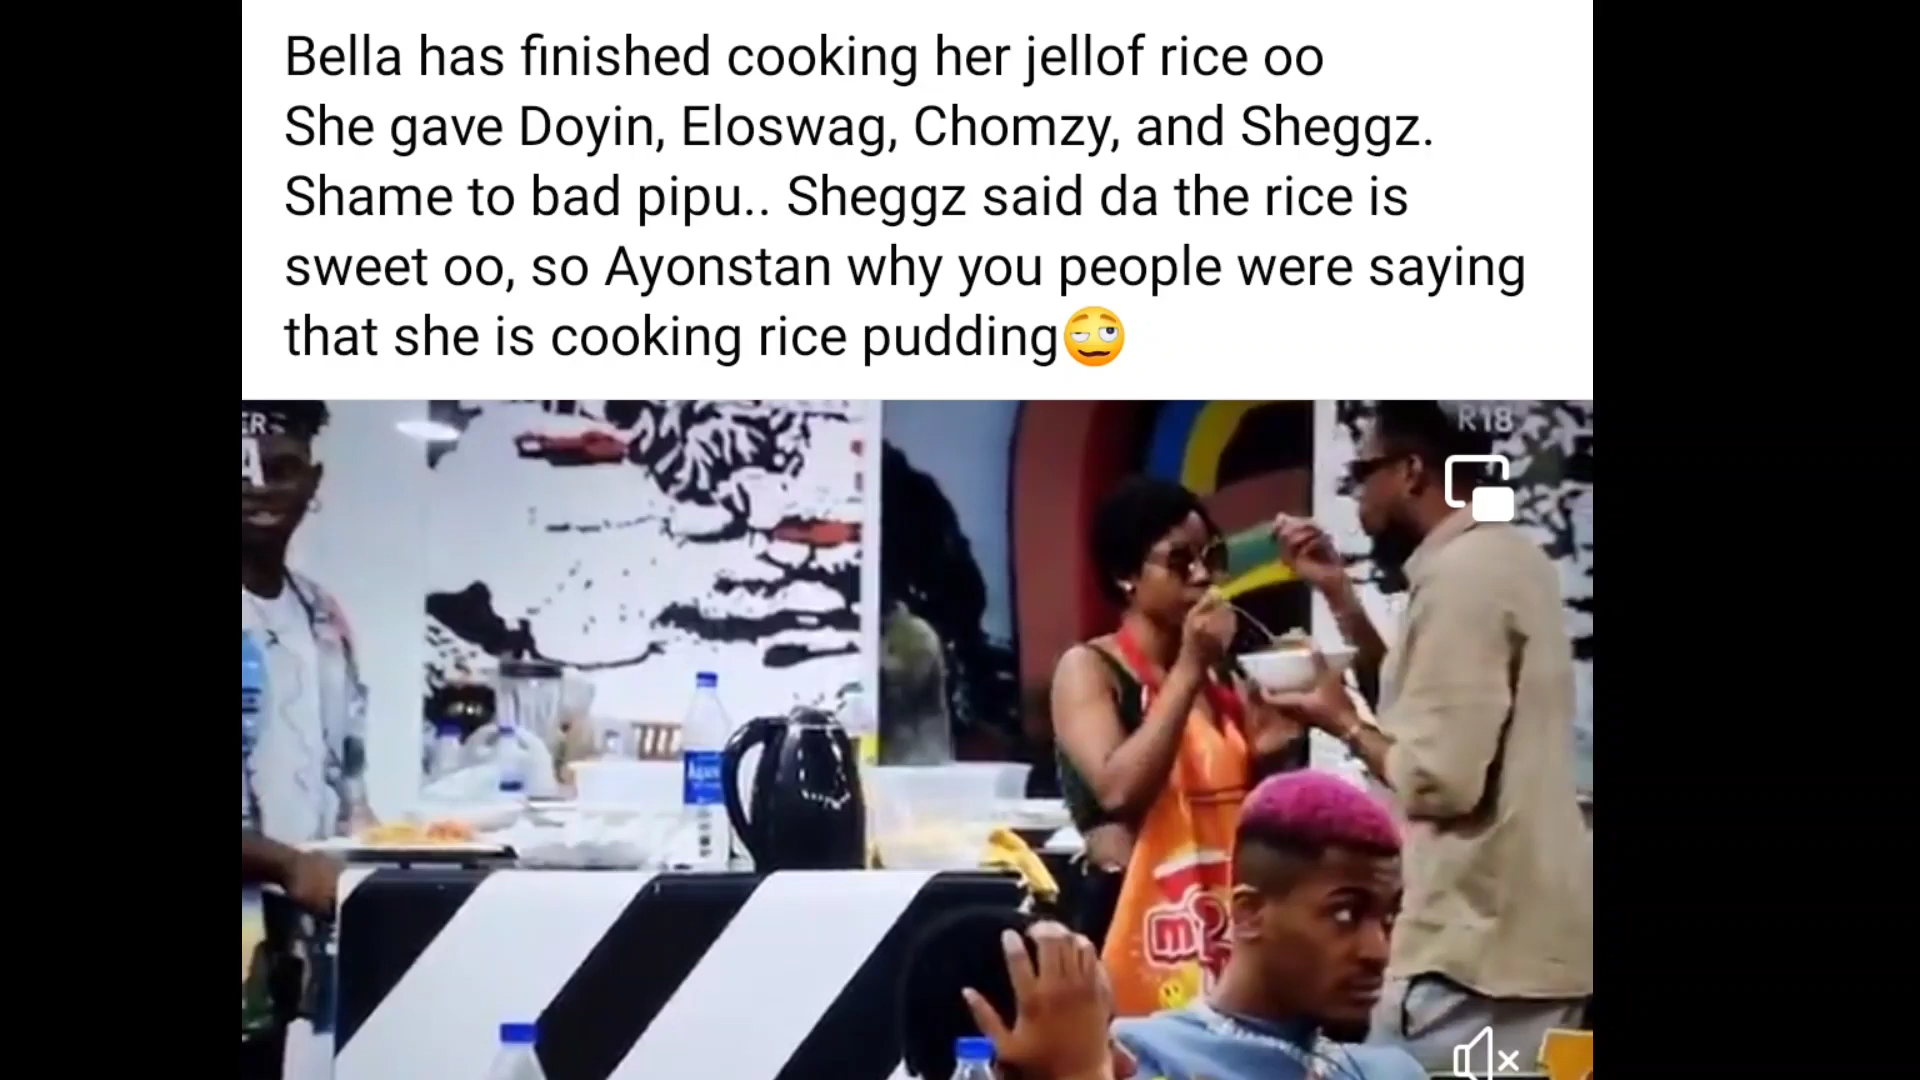 Bella has finished cooking her jellof rice oo
She gave Doyin, Eloswag, Chomzy, and Sheggz.
Shame to bad pipu.. Sheggz said da the rice is
sweet oo, so Ayonstan why you people were saying
that she is cooking rice pudding🥴
R18